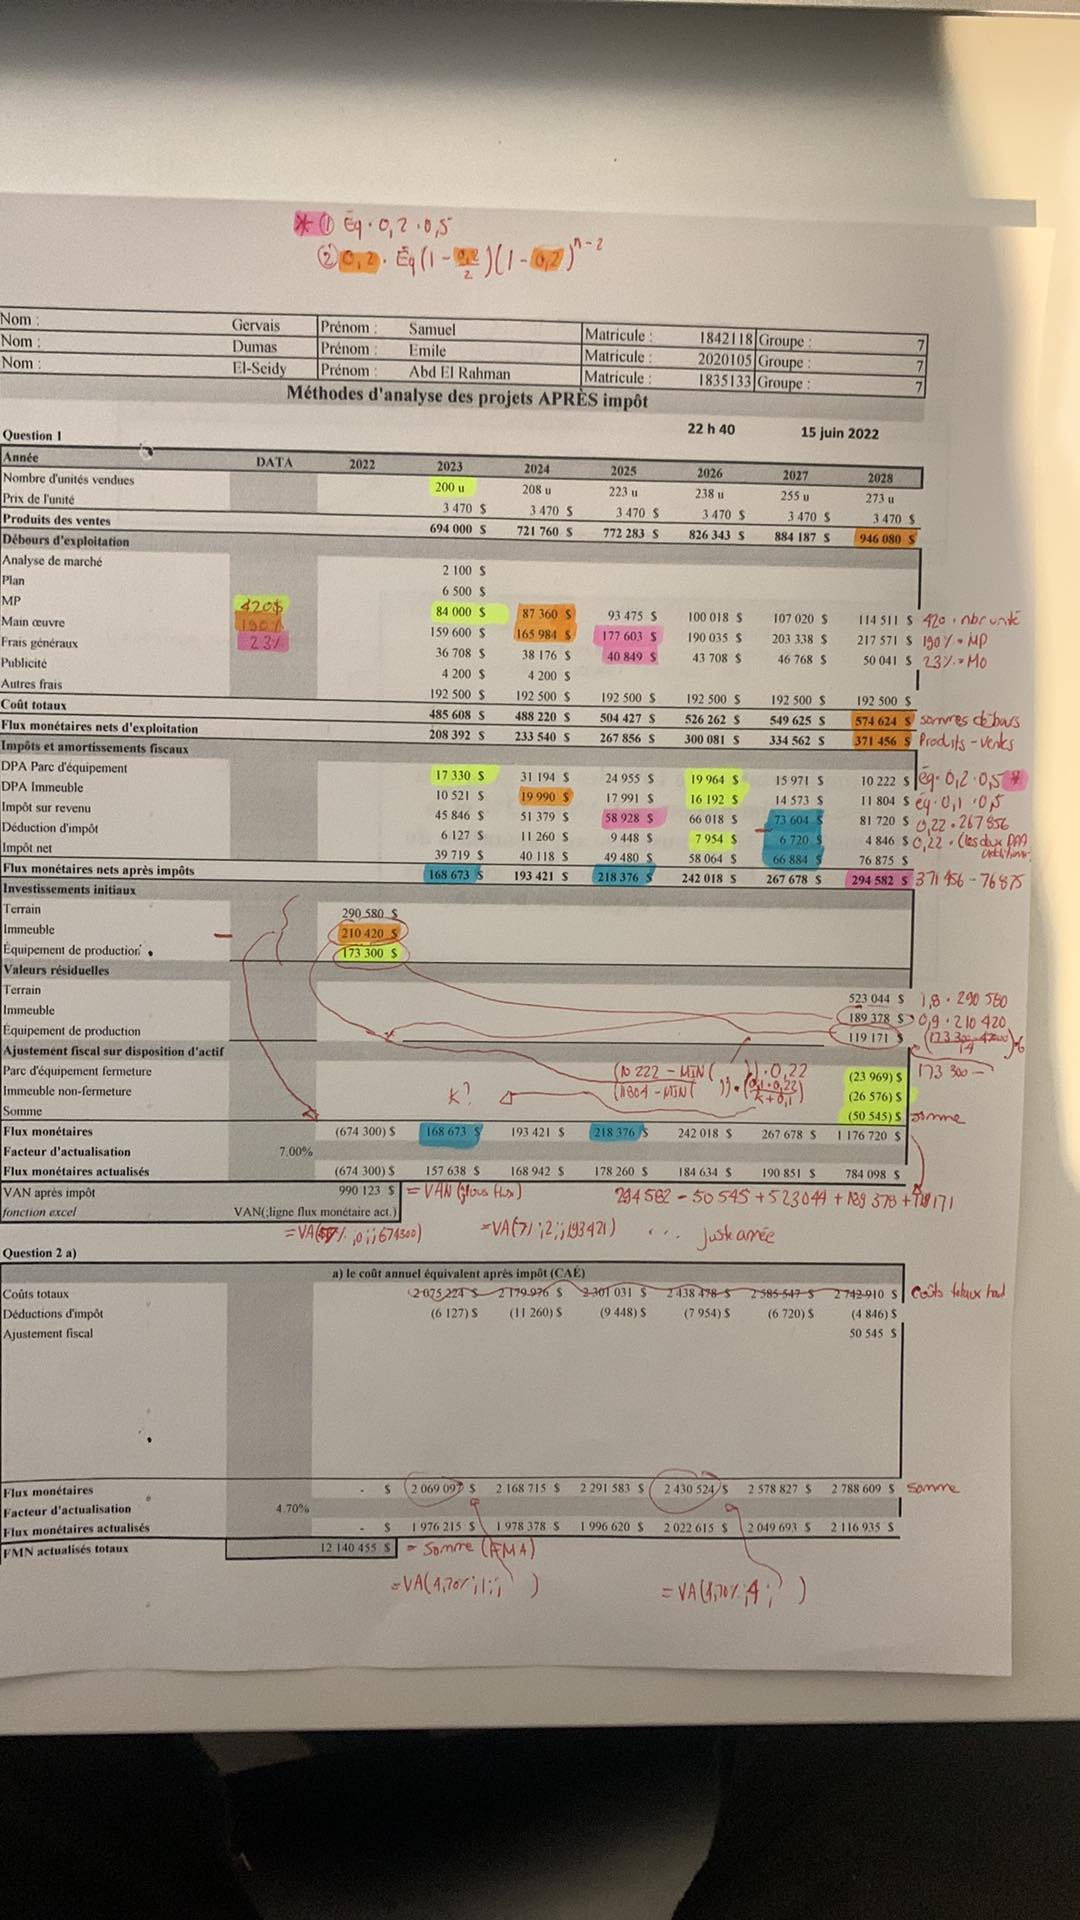 * ① Éq · 0,2 · 0,5
② 0,2 · Éq (1 - 0,2/2)(1 - 0,2)^n-2
Nom : Gervais Prénom : Samuel Matricule : 1842118 Groupe : 7
Nom : Dumas Prénom : Emile Matricule : 2020105 Groupe : 7
Nom : El-Seidy Prénom : Abd El Rahman Matricule : 1835133 Groupe : 7
Méthodes d'analyse des projets APRÈS impôt
Question 1 22 h 40 15 juin 2022
Année DATA 2022 2023 2024 2025 2026 2027 2028
Nombre d'unités vendues 200 u 208 u 223 u 238 u 255 u 273 u
Prix de l'unité 3 470 $ 3 470 $ 3 470 $ 3 470 $ 3 470 $ 3 470 $
Produits des ventes 694 000 $ 721 760 $ 772 283 $ 826 343 $ 884 187 $ 946 080 $
Débours d'exploitation
Analyse de marché 2 100 $
Plan 6 500 $
MP 420$ 84 000 $ 87 360 $ 93 475 $ 100 018 $ 107 020 $ 114 511 $ 420 · nbr unité
Main œuvre 190% 159 600 $ 165 984 $ 177 603 $ 190 035 $ 203 338 $ 217 571 $ 190% · MP
Frais généraux 23% 36 708 $ 38 176 $ 40 849 $ 43 708 $ 46 768 $ 50 041 $ 23% · MO
Publicité 4 200 $ 4 200 $
Autres frais 192 500 $ 192 500 $ 192 500 $ 192 500 $ 192 500 $ 192 500 $
Coût totaux 485 608 $ 488 220 $ 504 427 $ 526 262 $ 549 625 $ 574 624 $ sommes débours
Flux monétaires nets d'exploitation 208 392 $ 233 540 $ 267 856 $ 300 081 $ 334 562 $ 371 456 $ Produits - ventes
Impôts et amortissements fiscaux
DPA Parc d'équipement 17 330 $ 31 194 $ 24 955 $ 19 964 $ 15 971 $ 10 222 $ Éq · 0,2 · 0,5 *
DPA Immeuble 10 521 $ 19 990 $ 17 991 $ 16 192 $ 14 573 $ 11 804 $ éq · 0,1 · 0,5
Impôt sur revenu 45 846 $ 51 379 $ 58 928 $ 66 018 $ 73 604 $ 81 720 $ 0,22 · 267 856
Déduction d'impôt 6 127 $ 11 260 $ 9 448 $ 7 954 $ 6 720 $ 4 846 $ 0,22 · (les deux DPA
Impôt net 39 719 $ 40 118 $ 49 480 $ 58 064 $ 66 884 $ 76 875 $
Flux monétaires nets après impôts 168 673 $ 193 421 $ 218 376 $ 242 018 $ 267 678 $ 294 582 $ 371 456 - 76 875
Investissements initiaux
Terrain 290 580 $
Immeuble 210 420 $
Équipement de production 173 300 $
Valeurs résiduelles
Terrain 523 044 $ 1,8 · 290 580
Immeuble 189 378 $ 0,9 · 210 420
Équipement de production 119 171 $
Ajustement fiscal sur disposition d'actif 173 300 -
Parc d'équipement fermeture (10 222 - MIN( )) · 0,22 (23 969) $
Immeuble non-fermeture (11804 - MIN( )) · (0,1 · 0,22 / k + 0,1) (26 576) $
Somme K? (50 545) $ somme
Flux monétaires (674 300) $ 168 673 $ 193 421 $ 218 376 $ 242 018 $ 267 678 $ 1 176 720 $
Facteur d'actualisation 7.00%
Flux monétaires actualisés (674 300) $ 157 638 $ 168 942 $ 178 260 $ 184 634 $ 190 851 $ 784 098 $
VAN après impôt 990 123 $ = VAN ( flux) 294 582 - 50 545 + 523 044 + 189 378 + 119 171
fonction excel VAN(;ligne flux monétaire act.)
=VA( % ;0;;674300) =VA(7%;2;;193421) ... juste année
Question 2 a)
a) le coût annuel équivalent après impôt (CAÉ)
Coûts totaux 2 075 224 $ 2 179 976 $ 2 301 031 $ 2 438 478 $ 2 585 547 $ 2 742 910 $ Coûts totaux haut
Déductions d'impôt (6 127) $ (11 260) $ (9 448) $ (7 954) $ (6 720) $ (4 846) $
Ajustement fiscal 50 545 $
Flux monétaires - $ 2 069 097 $ 2 168 715 $ 2 291 583 $ 2 430 524 $ 2 578 827 $ 2 788 609 $ Somme
Facteur d'actualisation 4.70%
Flux monétaires actualisés - $ 1 976 215 $ 1 978 378 $ 1 996 620 $ 2 022 615 $ 2 049 693 $ 2 116 935 $
FMN actualisés totaux 12 140 455 $ = Somme (FMA)
=VA(4,70%;1;; ) =VA(4,70%;4; )